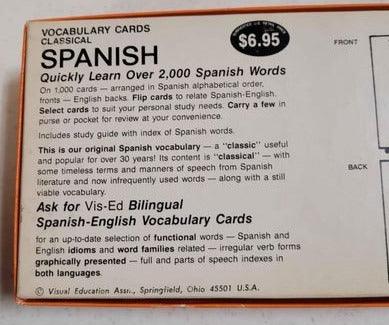 VOCABULARY CARDS
CLASSICAL
SPANISH
$6.95
FRONT
Quickly Learn Over 2,000 Spanish Words
On 1,000 cards — arranged in Spanish alphabetical order,
fronts — English backs. Flip cards to relate Spanish-English.
Select cards to suit your personal study needs. Carry a few in
purse or pocket for review at your convenience.
Includes study guide with index of Spanish words.
This is our original Spanish vocabulary — a "classic" useful
and popular for over 30 years! Its content is "classical" — with
some timeless terms and manners of speech from Spanish
literature and now infrequently used words — along with a still
viable vocabulary.
BACK
Ask for Vis-Ed Bilingual
Spanish-English Vocabulary Cards
for an up-to-date selection of functional words — Spanish and
English idioms and word families related — irregular verb forms
graphically presented — full and parts of speech indexes in
both languages.
© Visual Education Assn., Springfield, Ohio 45501 U.S.A.